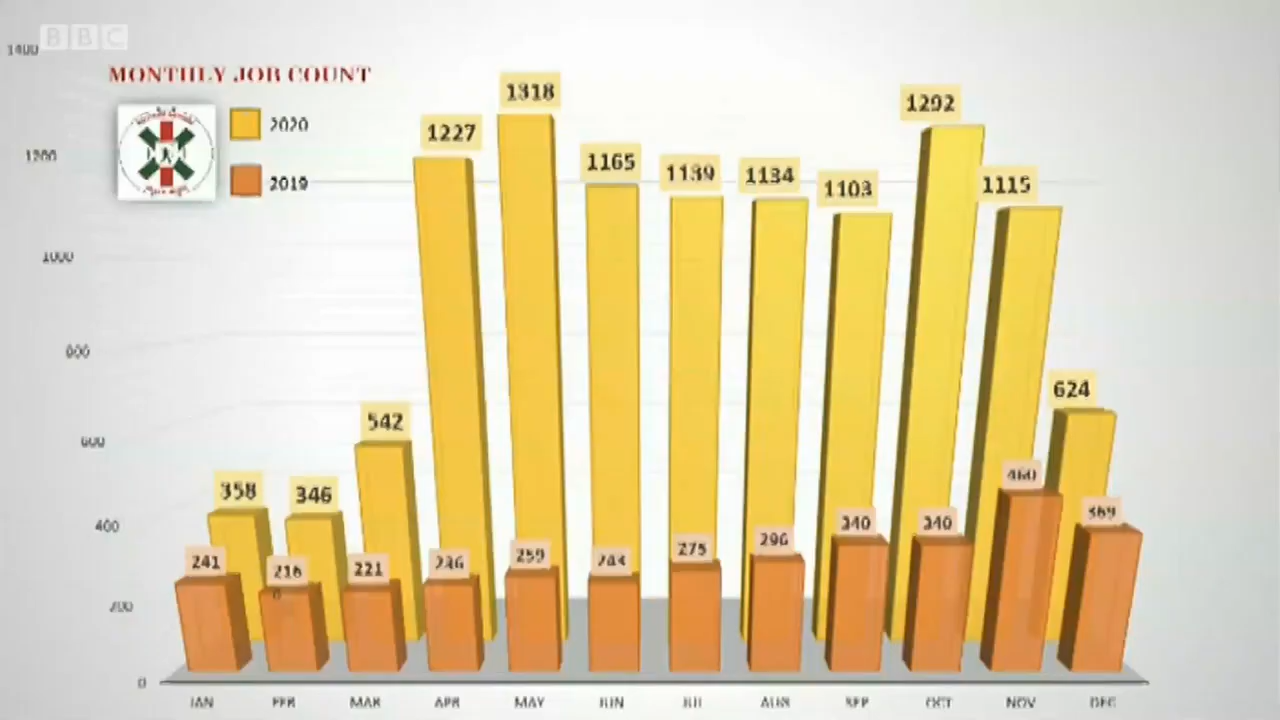 BBC
1400
MONTHLY JOB COUNT
2020
2019
1200
1000
800
600
400
200
0
1227
1318
1165
1139
1134
1103
1292
1115
542
358
346
624
241
216
221
236
259
243
275
296
340
340
460
369
JAN
FEB
MAR
APR
MAY
JUN
JUL
AUG
SEP
OCT
NOV
DEC